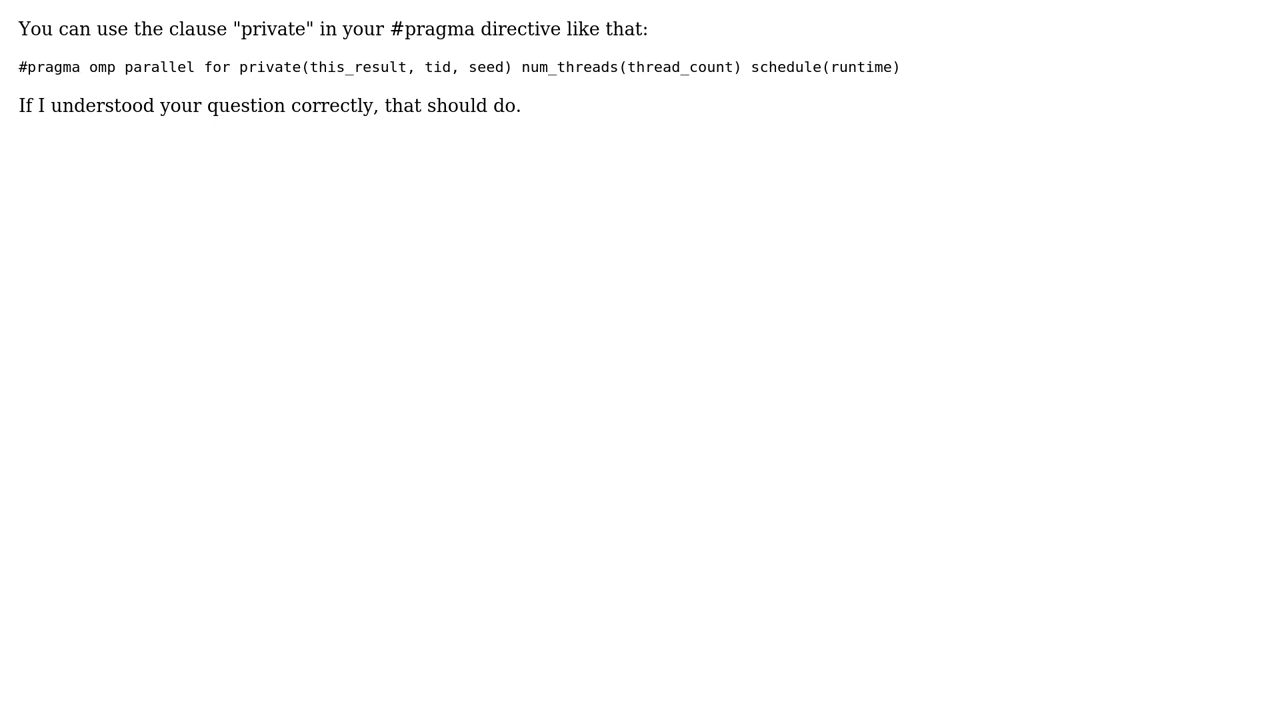 You can use the clause "private" in your #pragma directive like that:
#pragma omp parallel for private(this_result, tid, seed) num_threads(thread_count) schedule(runtime)
If I understood your question correctly, that should do.